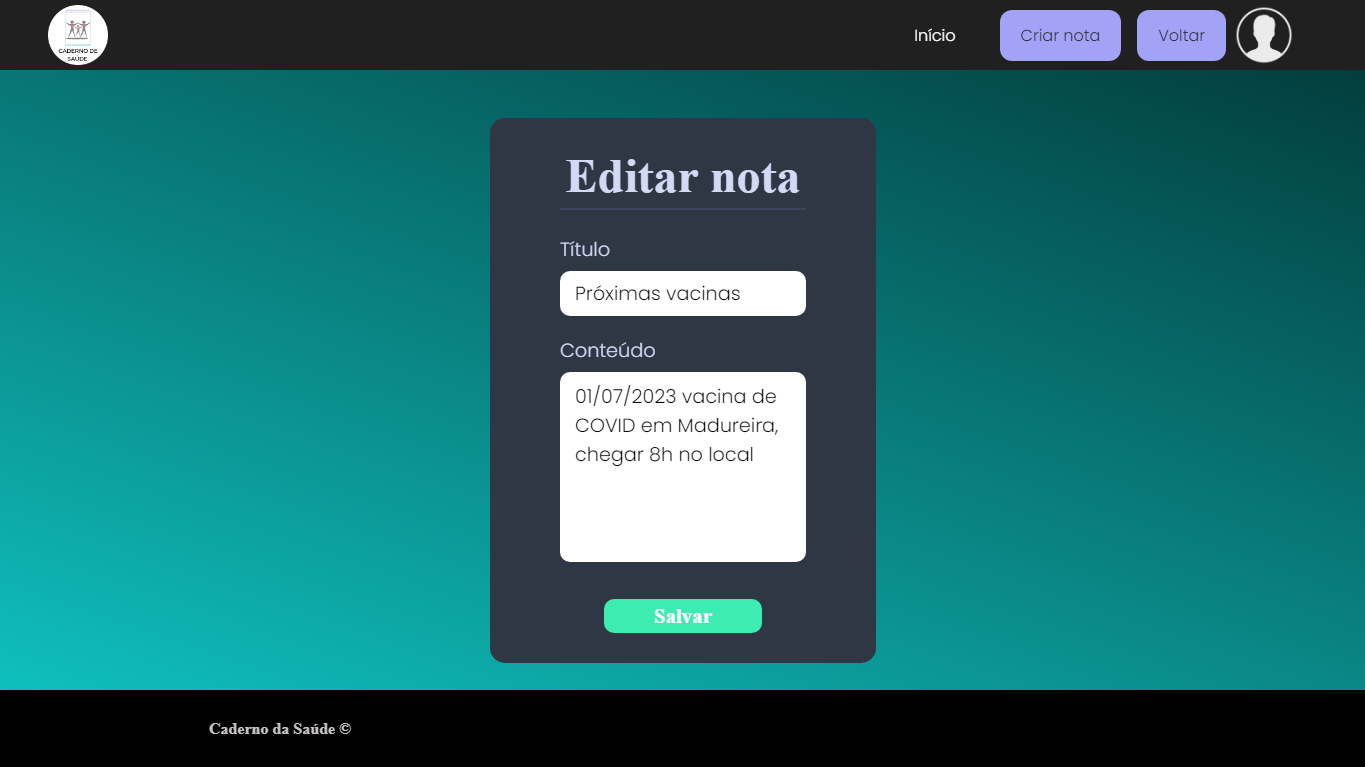 CADERNO DE
SAÚDE
Início
Criar nota
Voltar
Editar nota
Título
Próximas vacinas
Conteúdo
01/07/2023 vacina de
COVID em Madureira,
chegar 8h no local
Salvar
Caderno da Saúde ©